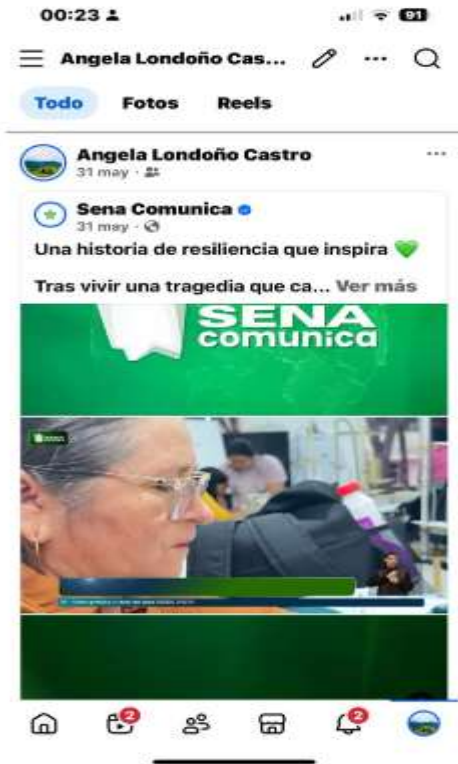 00:23
91
Angela Londoño Cas...
Todo Fotos Reels
Angela Londoño Castro
31 may ·
Sena Comunica
31 may ·
Una historia de resiliencia que inspira 💚
Tras vivir una tragedia que ca... Ver más
SENA
comunica
2
2